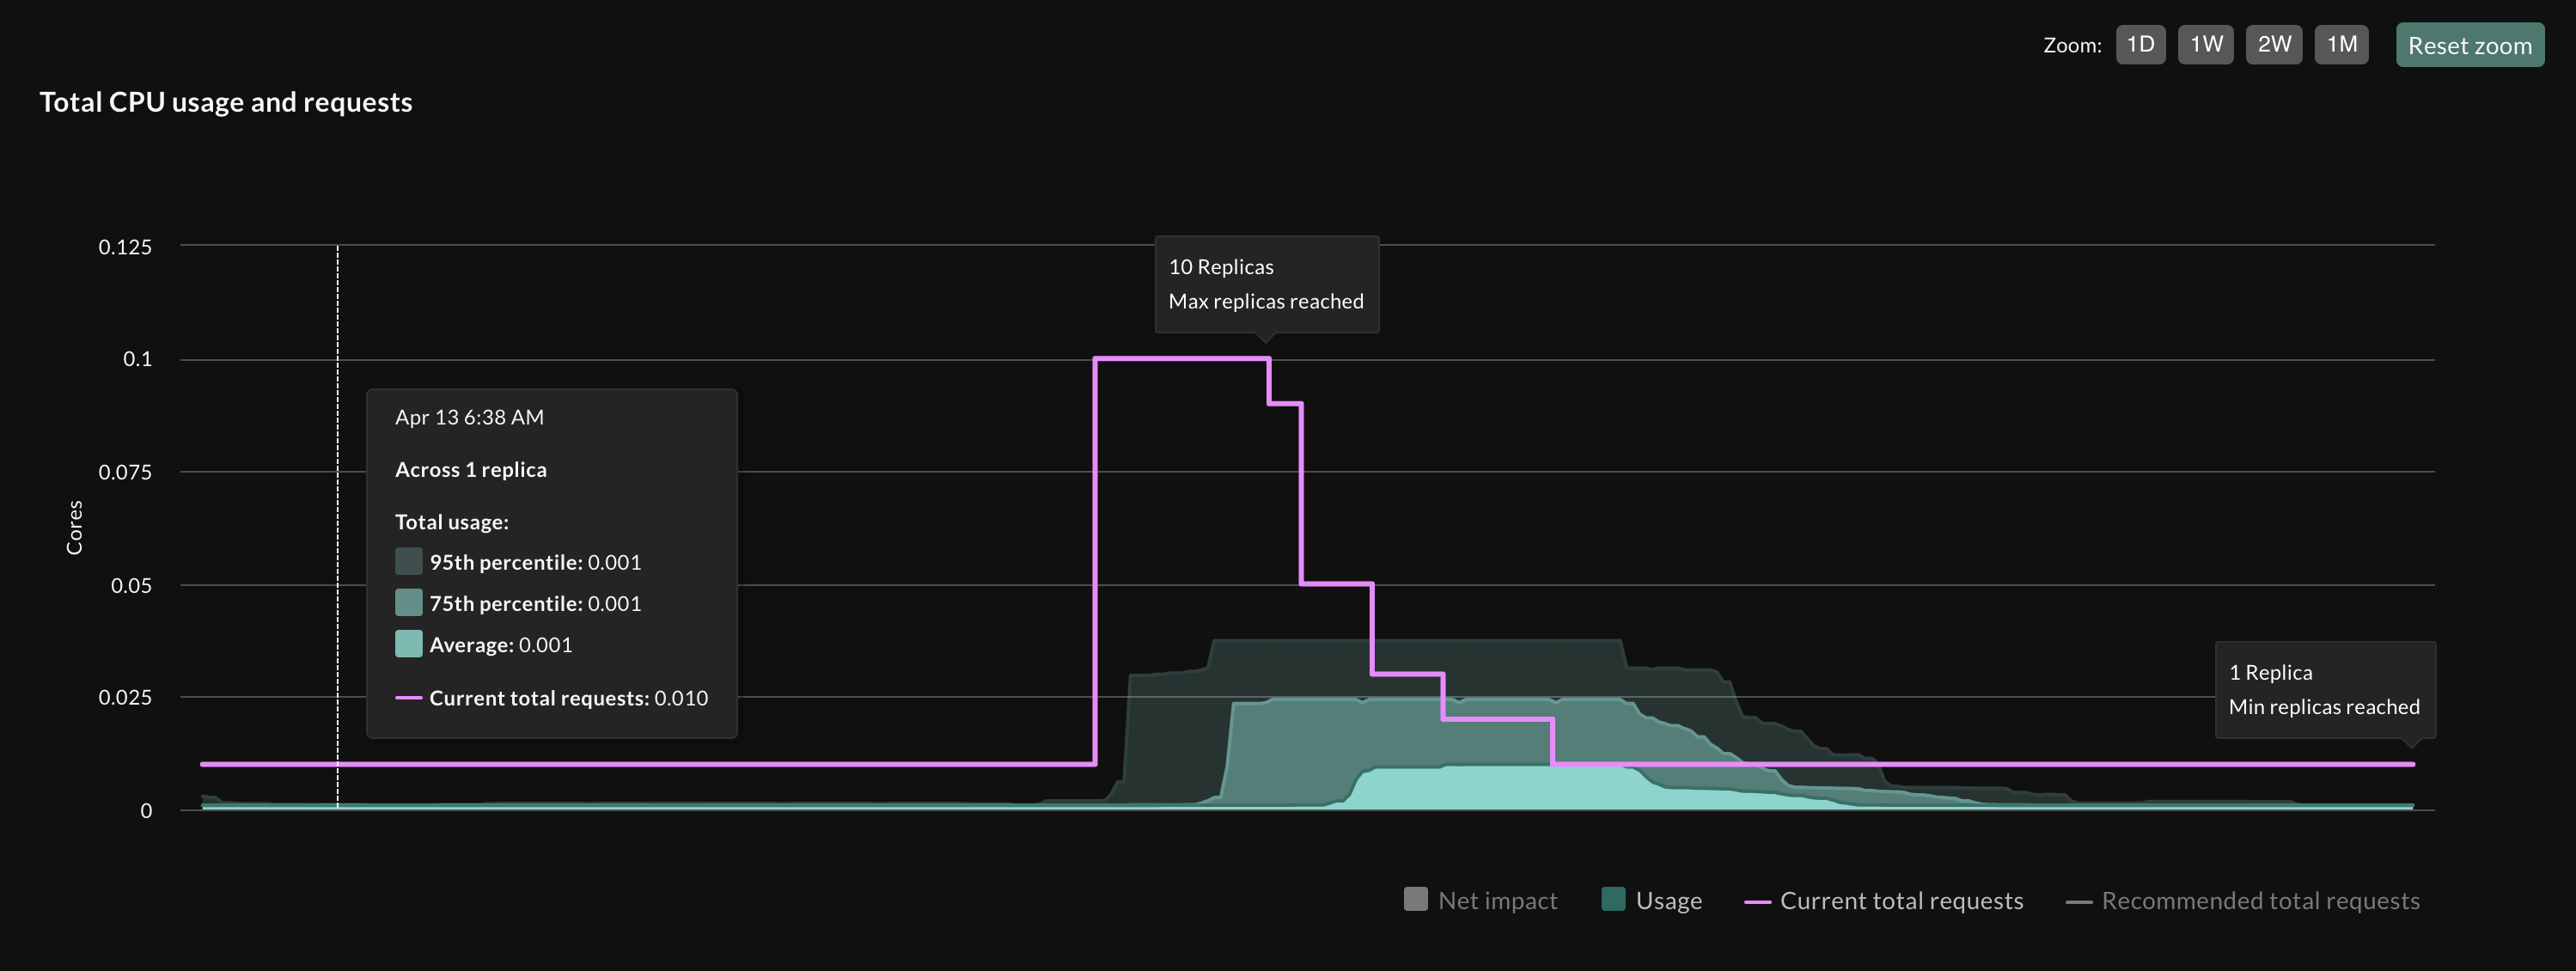 Zoom: 1D 1W 2W 1M Reset zoom
Total CPU usage and requests
0.125
0.1
0.075
0.05
0.025
0
Cores
10 Replicas
Max replicas reached
Apr 13 6:38 AM
Across 1 replica
Total usage:
95th percentile: 0.001
75th percentile: 0.001
Average: 0.001
Current total requests: 0.010
1 Replica
Min replicas reached
Net impact Usage Current total requests Recommended total requests